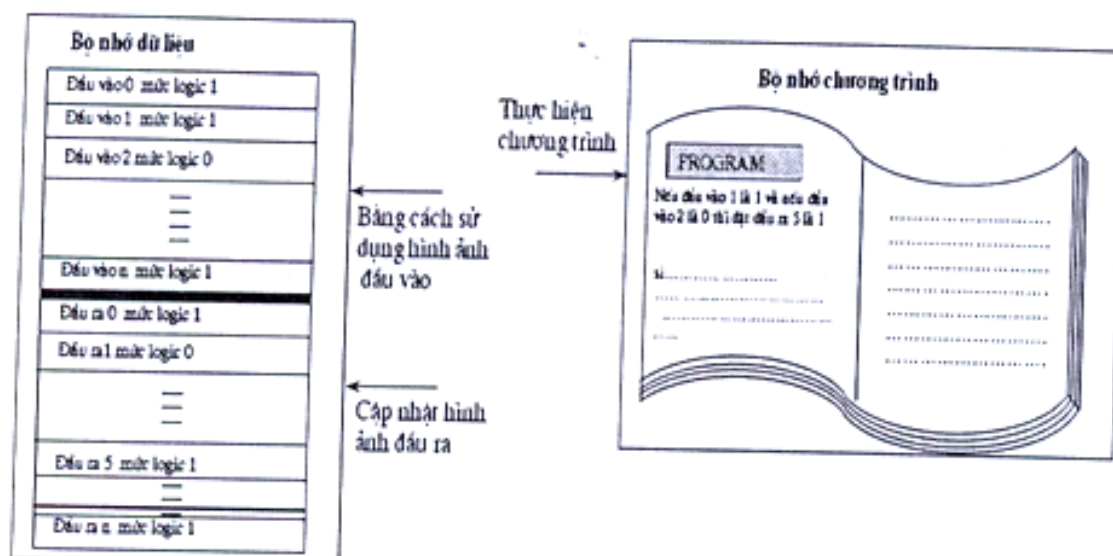 Bộ nhớ dữ liệu
Đầu vào 0 mức logic 1
Đầu vào 1 mức logic 1
Đầu vào 2 mức logic 0
Đầu vào n mức logic 1
Đầu ra 0 mức logic 1
Đầu ra 1 mức logic 0
Đầu ra 5 mức logic 1
Đầu ra n mức logic 1
Bằng cách sử
dụng hình ảnh
đầu vào
Cập nhật hình
ảnh đầu ra
Thực hiện
chương trình
Bộ nhớ chương trình
PROGRAM
Nếu đầu vào 1 là 1 và nếu đầu
vào 2 là 0 thì đặt đầu ra 5 là 1